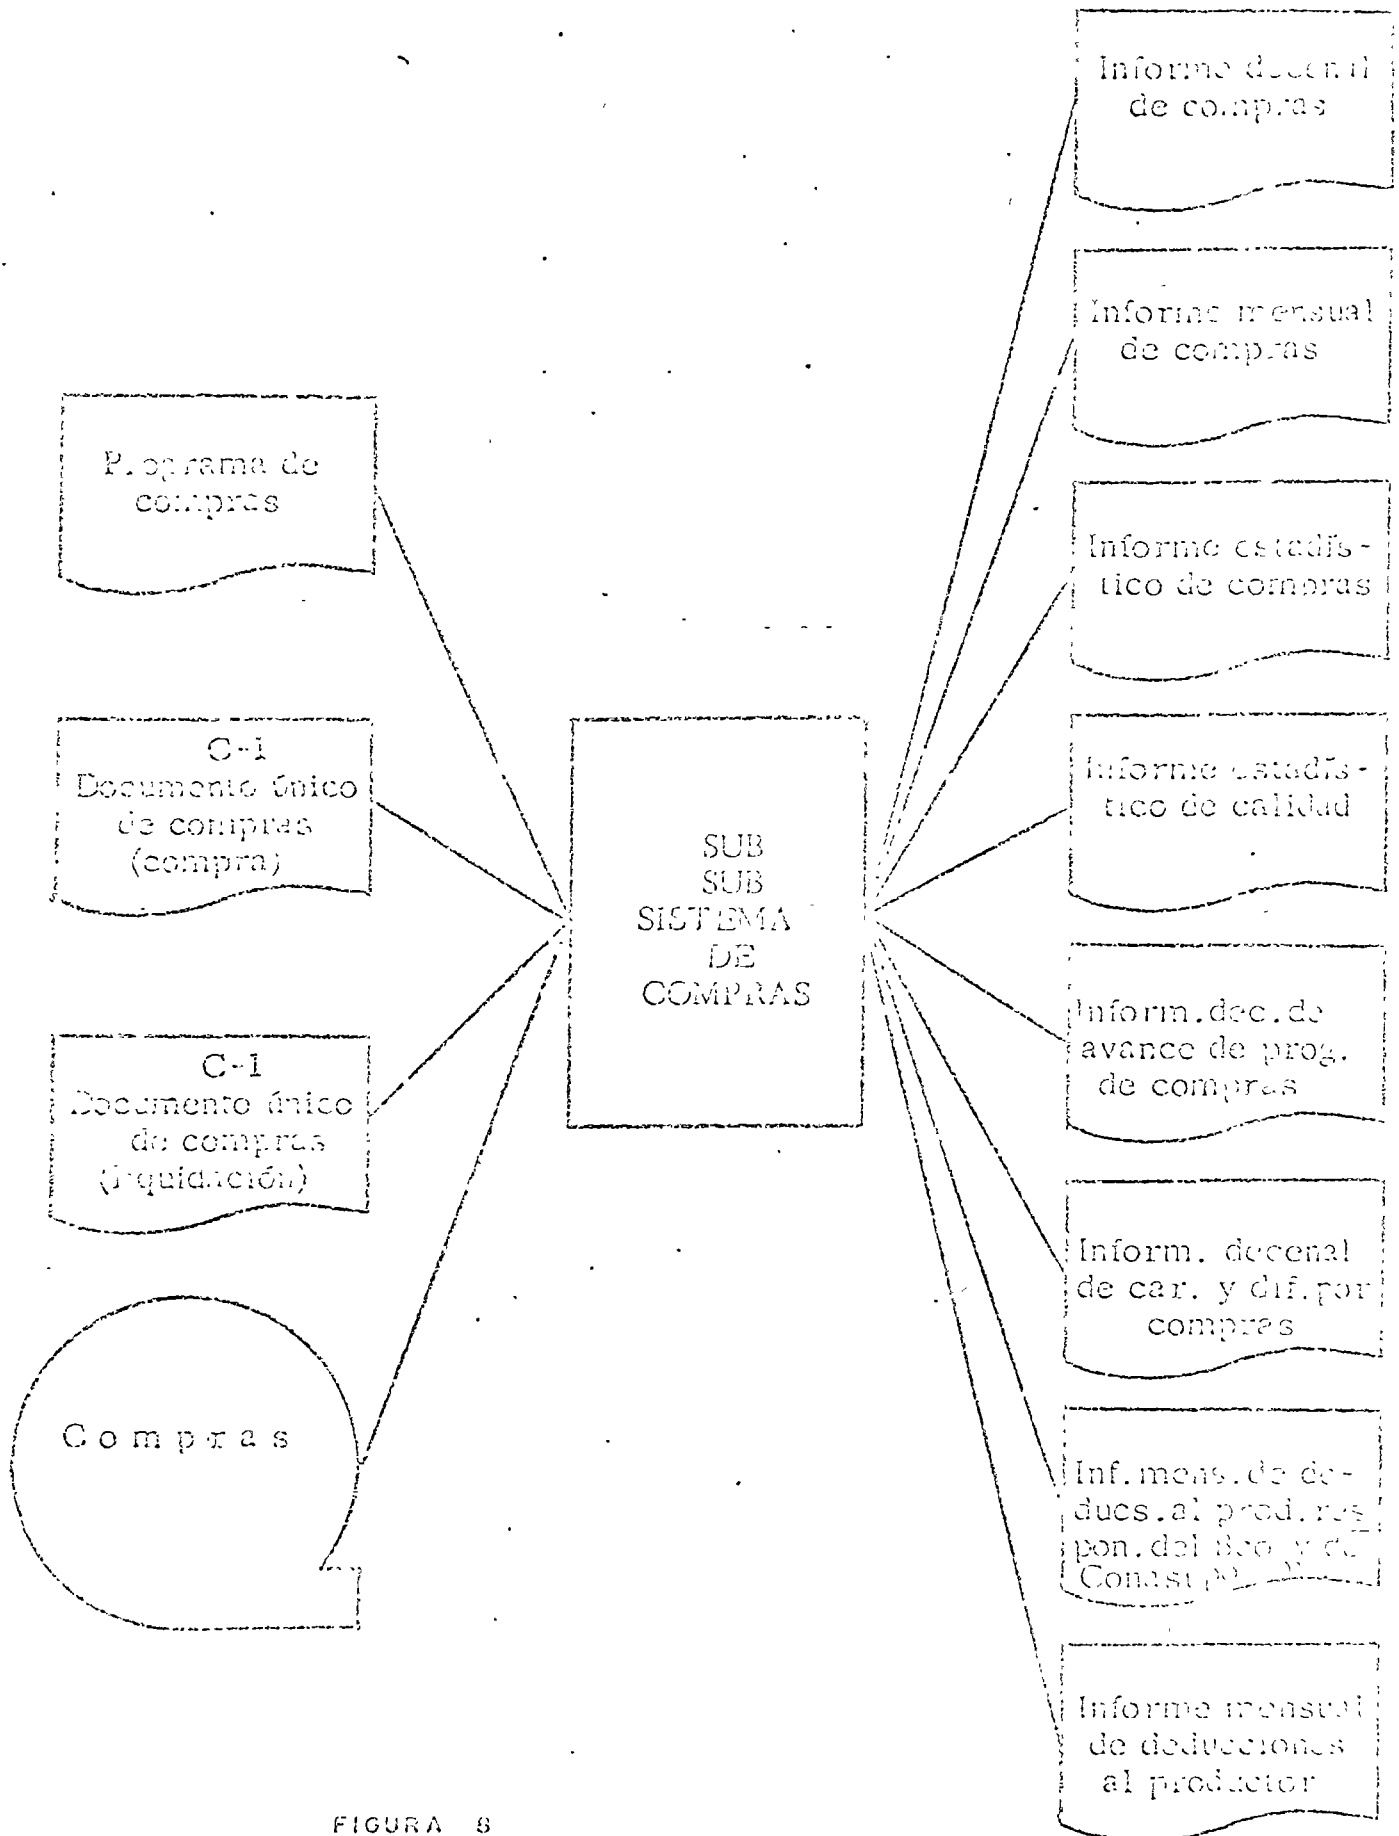 Programa de
compras
C-1
Documento único
de compras
(compra)
C-1
Documento único
de compras
(liquidación)
Compras
SUB
SUB
SISTEMA
DE
COMPRAS
Informe decenal
de compras
Informe mensual
de compras
Informe estadís-
tico de compras
Informe estadís-
tico de calidad
Inform.dec.de
avance de prog.
de compras
Inform. decenal
de car. y dif.por
compras
Inf.mens.de de-
ducs.al prod.res
pon.del Bco y de
Conasupo
Informe mensual
de deducciones
al productor
FIGURA 8